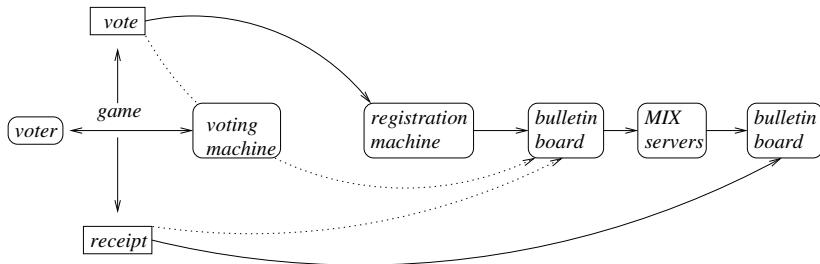 vote
game
voter
voting
machine
registration
machine
bulletin
board
MIX
servers
bulletin
board
receipt